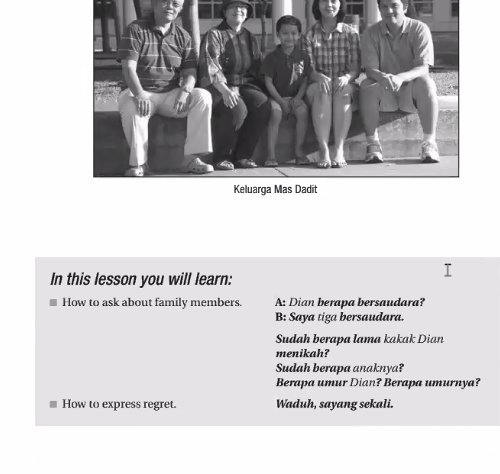 Keluarga Mas Dadit
In this lesson you will learn:
■ How to ask about family members.
A: Dian berapa bersaudara?
B: Saya tiga bersaudara.
Sudah berapa lama kakak Dian
menikah?
Sudah berapa anaknya?
Berapa umur Dian? Berapa umurnya?
■ How to express regret.
Waduh, sayang sekali.